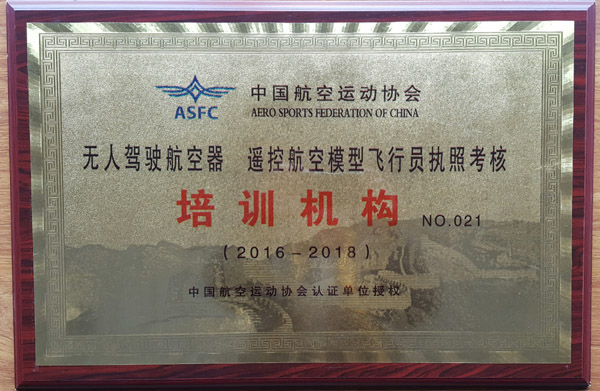 ASFC
中国航空运动协会
AERO SPORTS FEDERATION OF CHINA
无人驾驶航空器 遥控航空模型飞行员执照考核
培训机构 NO.021
(2016-2018)
中国航空运动协会认证单位授权